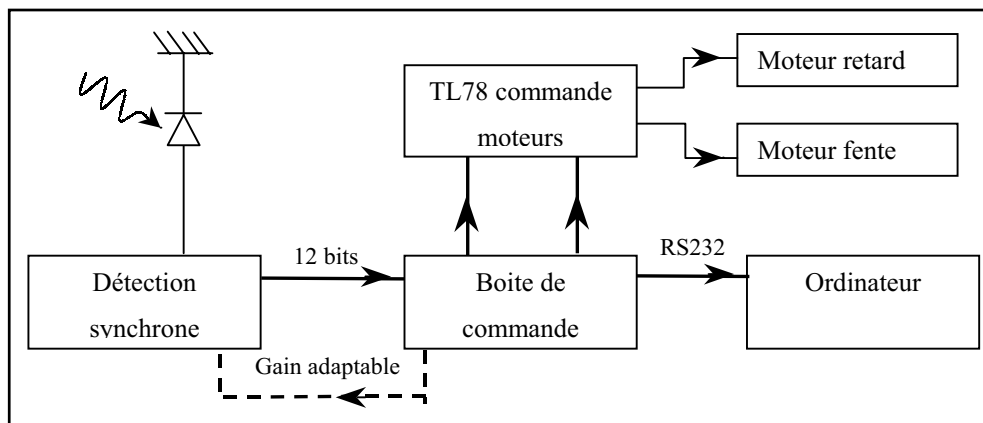 Moteur retard
TL78 commande
moteurs
Moteur fente
12 bits
RS232
Détection
synchrone
Boite de
commande
Ordinateur
Gain adaptable